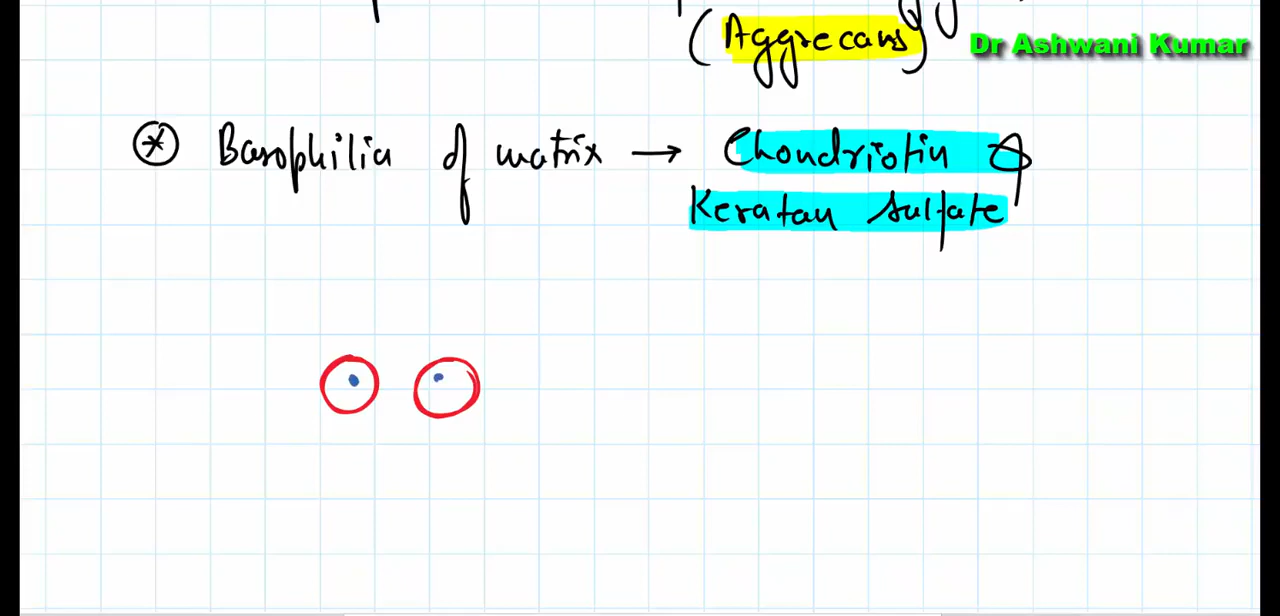 (Aggrecans)
Dr Ashwani Kumar
* Basophilia of matrix → Chondriotin &
Keratan sulfate